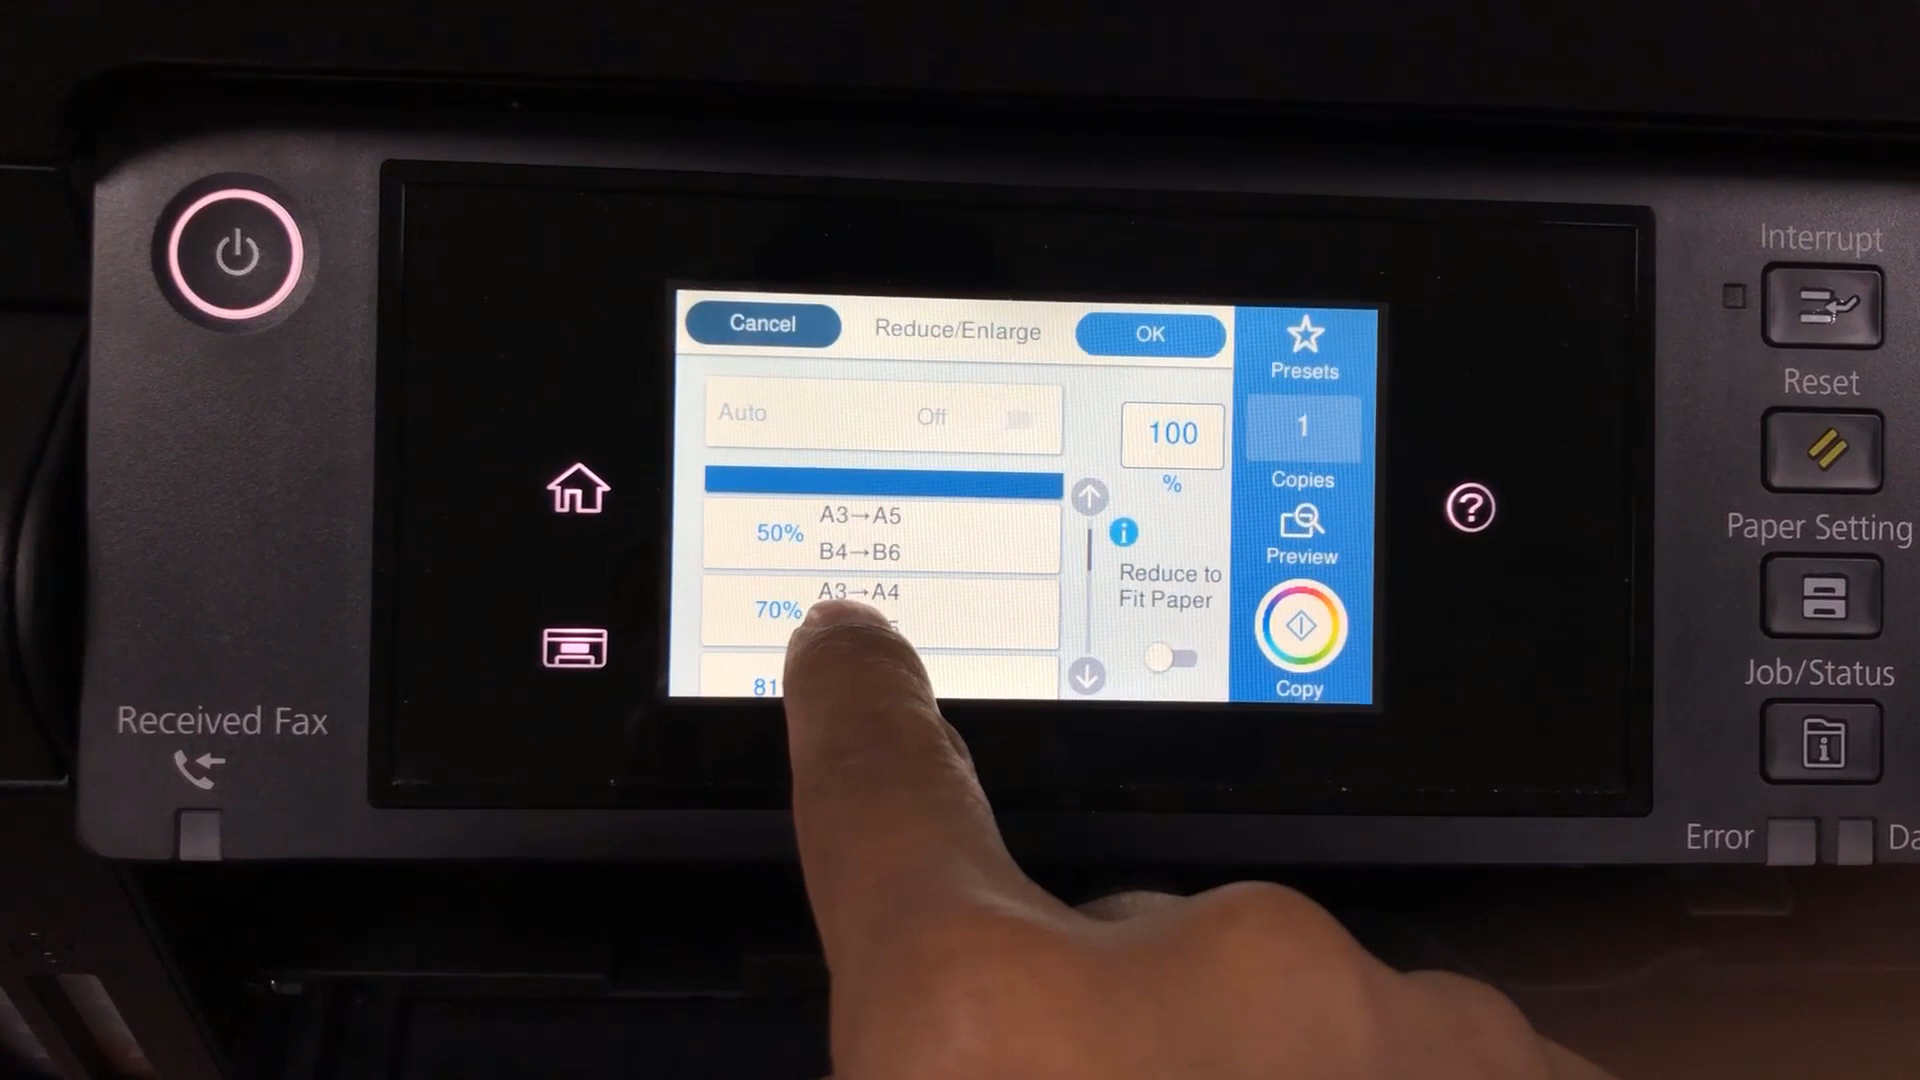 Interrupt
Cancel
Reduce/Enlarge
OK
Presets
Reset
Auto
Off
100
%
1
Copies
50%
A3→A5
B4→B6
Preview
Paper Setting
Reduce to
Fit Paper
70%
A3→A4
81
Copy
Job/Status
Received Fax
Error